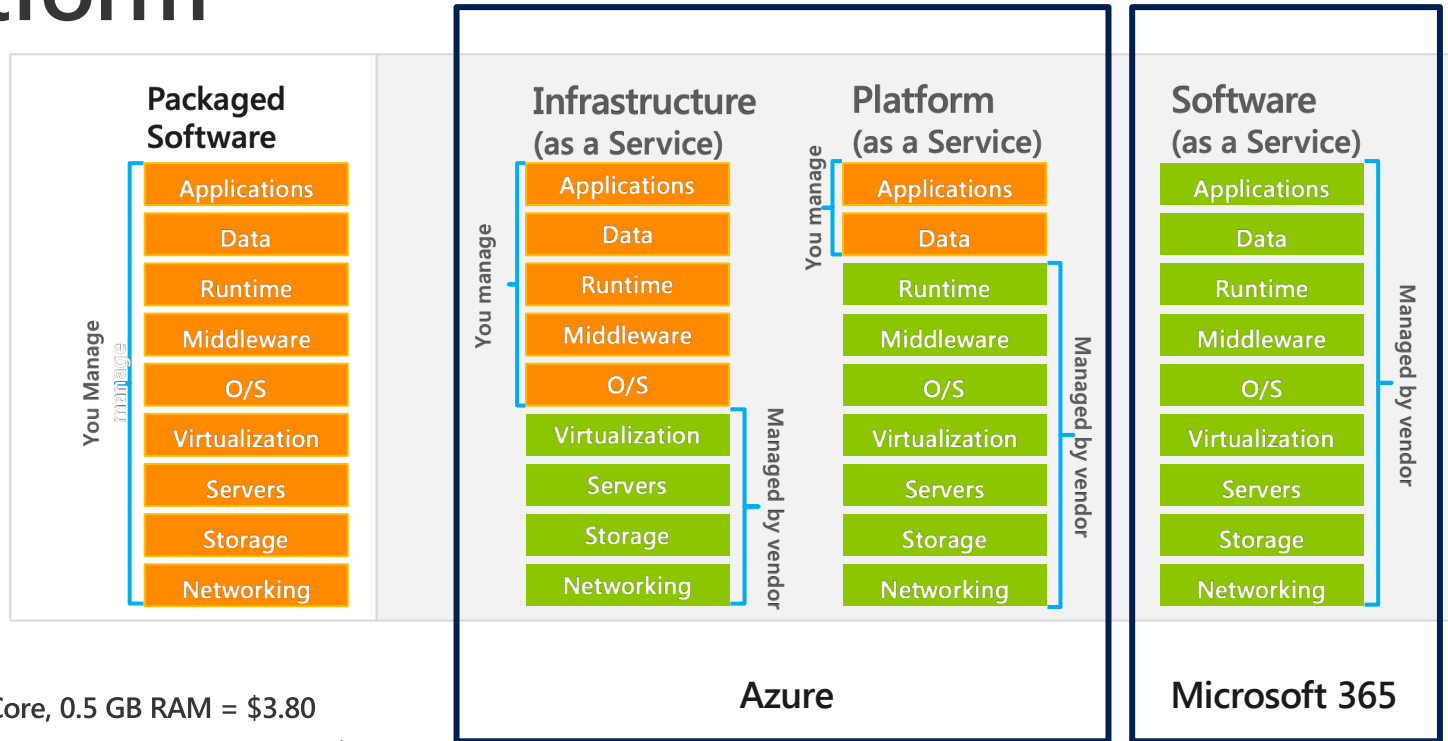 Packaged
Software
You Manage
manage
Applications
Data
Runtime
Middleware
O/S
Virtualization
Servers
Storage
Networking
Infrastructure
(as a Service)
You manage
Applications
Data
Runtime
Middleware
O/S
Virtualization
Servers
Storage
Networking
Managed by vendor
Platform
(as a Service)
You manage
Applications
Data
Runtime
Middleware
O/S
Virtualization
Servers
Storage
Networking
Managed by vendor
Software
(as a Service)
Applications
Data
Runtime
Middleware
O/S
Virtualization
Servers
Storage
Networking
Managed by vendor
Azure
Microsoft 365
Core, 0.5 GB RAM = $3.80